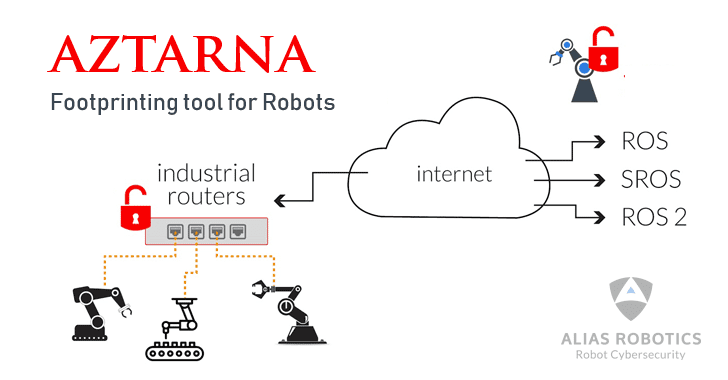 AZTARNA
Footprinting tool for Robots
industrial
routers
internet
ROS
SROS
ROS 2
ALIAS ROBOTICS
Robot Cybersecurity